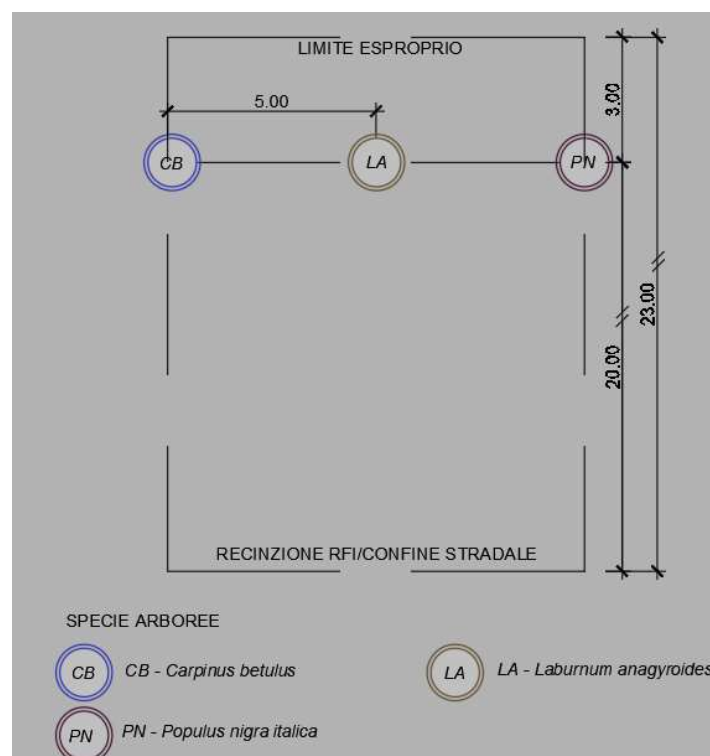 LIMITE ESPROPRIO
5.00
3.00
CB
LA
PN
23.00
20.00
RECINZIONE RFI/CONFINE STRADALE
SPECIE ARBOREE
CB
CB - Carpinus betulus
LA
LA - Laburnum anagyroides
PN
PN - Populus nigra italica